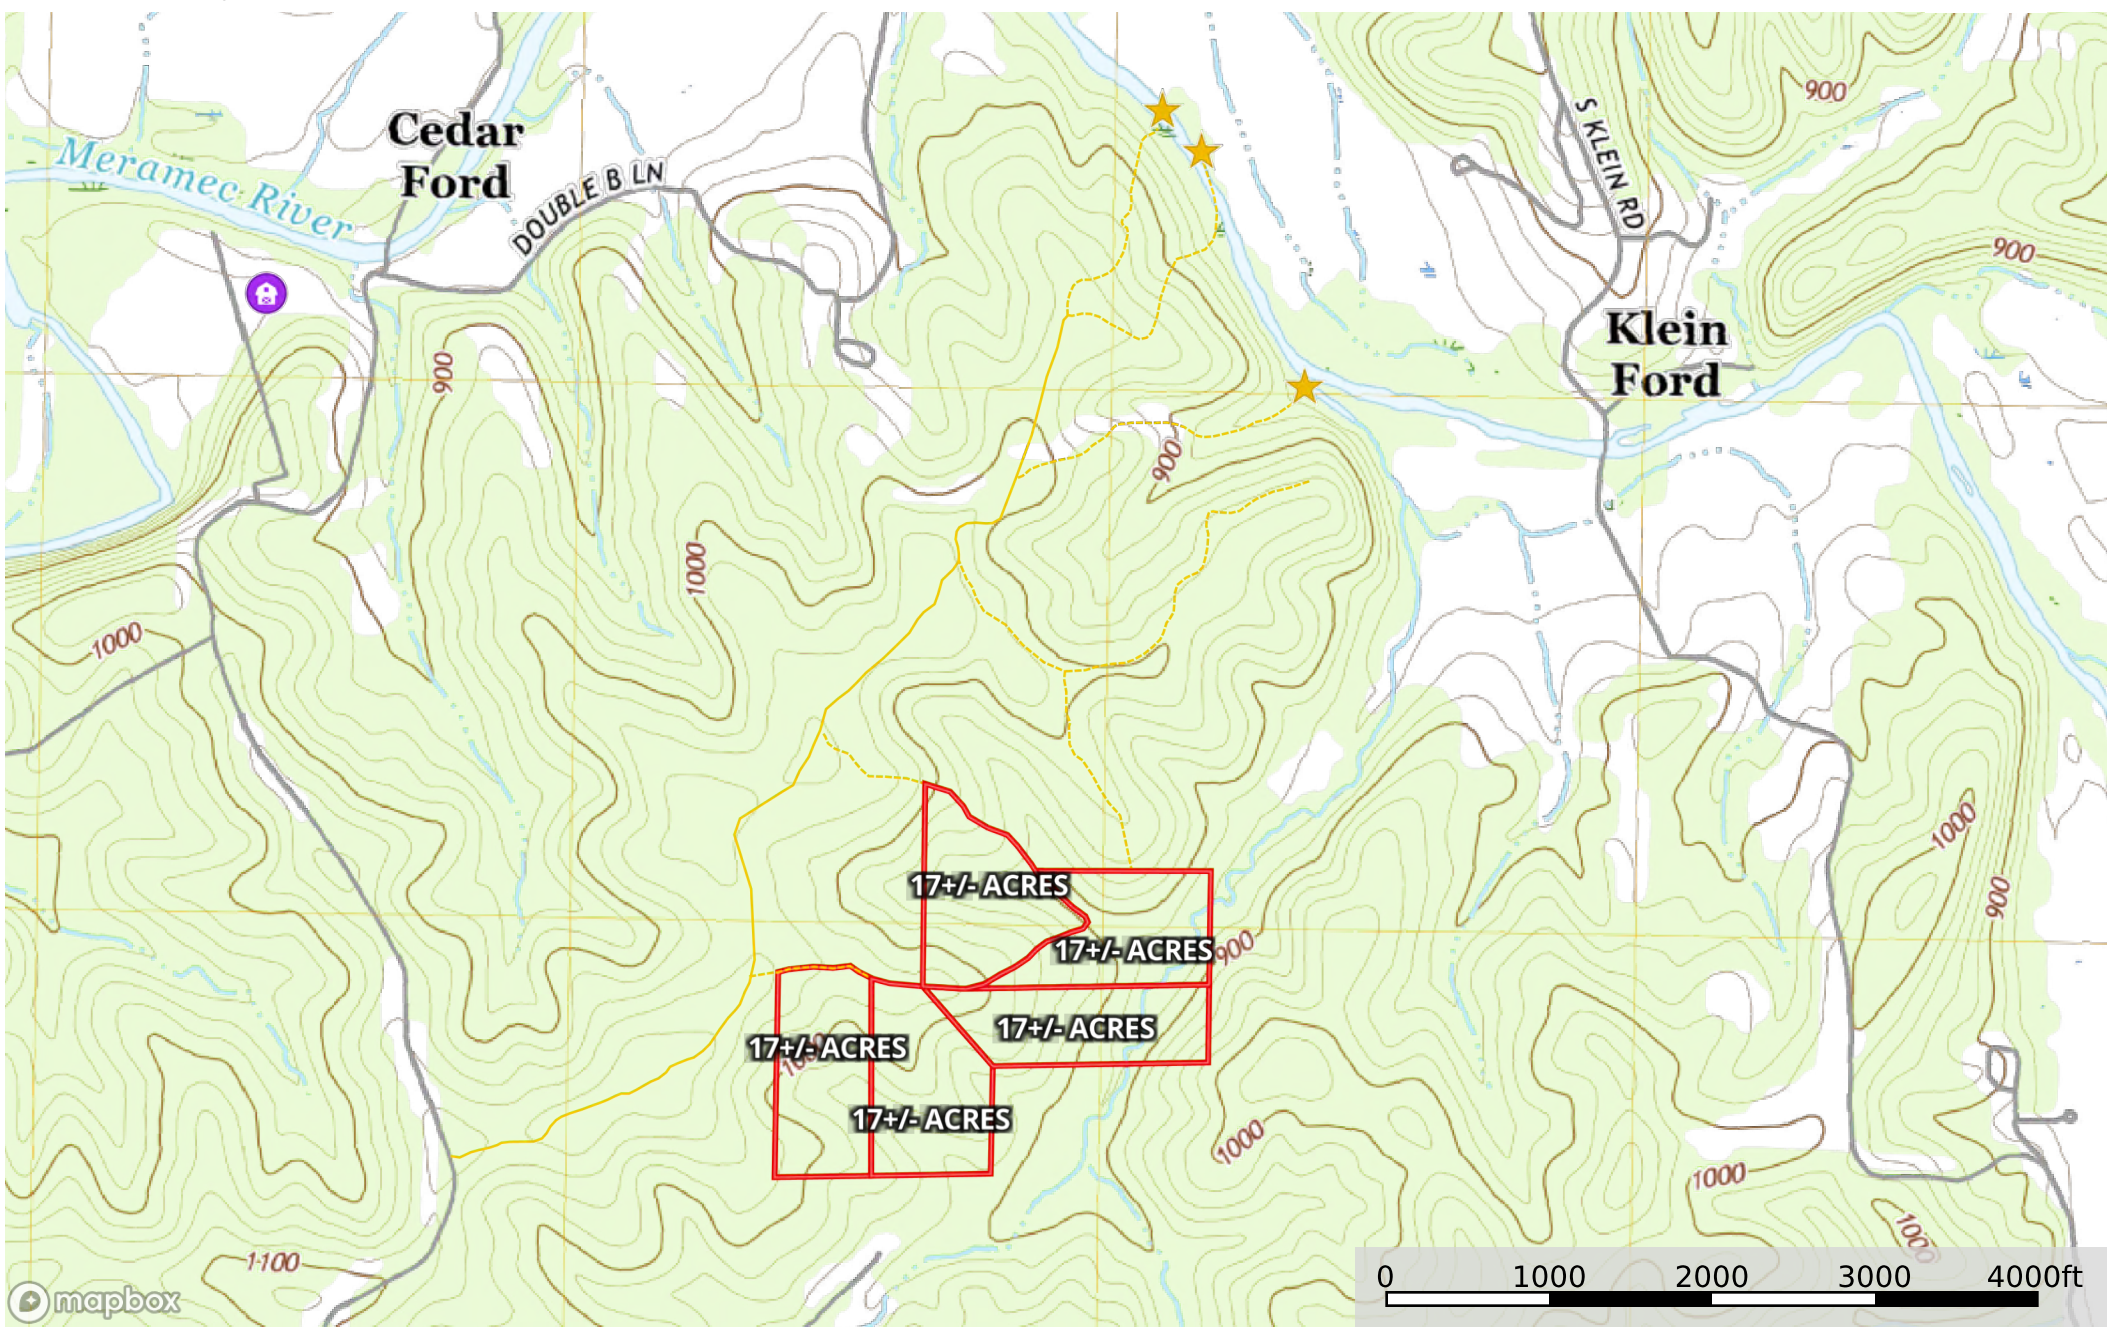 900
S KLEIN RD
Cedar
Ford
Meramec River
DOUBLE B LN
900
Klein
Ford
900
900
1000
1000
1000
17+/- ACRES
900
900
17+/- ACRES
17+/- ACRES
17+/- ACRES
1000
17+/- ACRES
1000
1000
1000
1100
0 1000 2000 3000 4000ft
mapbox